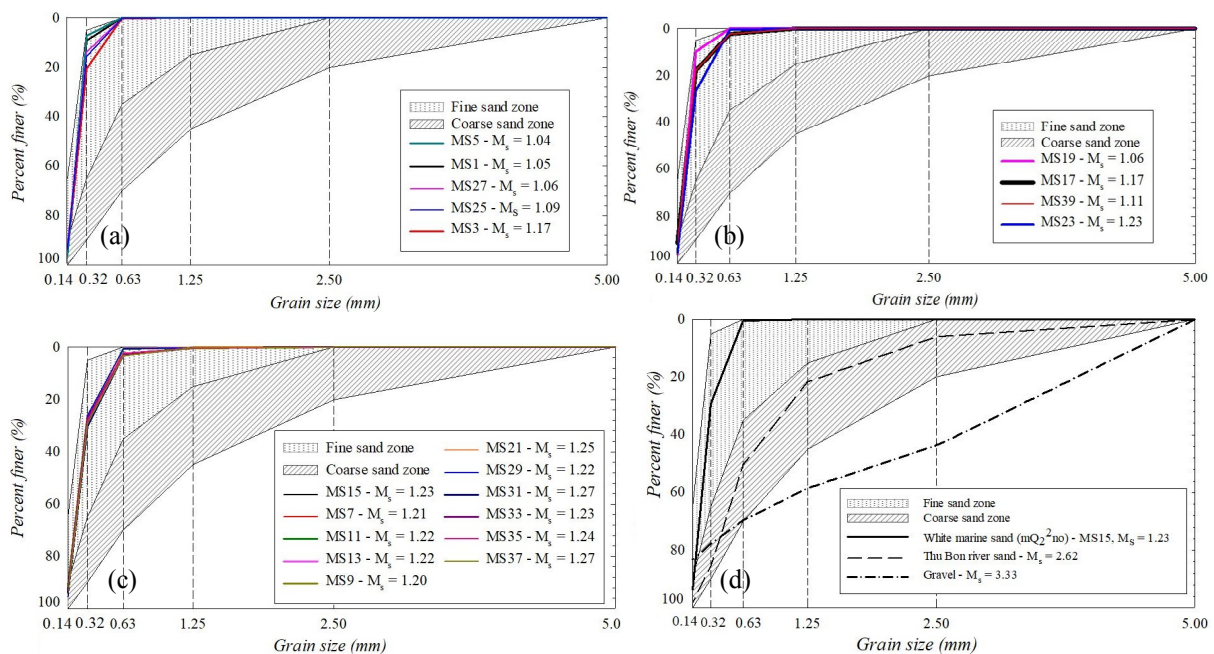 0
20
40
60
80
100
Percent finer (%)
Fine sand zone
Coarse sand zone
MS5 - Ms = 1.04
MS1 - Ms = 1.05
MS27 - Ms = 1.06
MS25 - MS = 1.09
MS3 - Ms = 1.17
(a)
0.14 0.32 0.63 1.25 2.50 5.00
Grain size (mm)
0
20
40
60
80
100
Percent finer (%)
Fine sand zone
Coarse sand zone
MS19 - Ms = 1.06
MS17 - Ms = 1.17
MS39 - Ms = 1.11
MS23 - Ms = 1.23
(b)
0.14 0.32 0.63 1.25 2.50 5.00
Grain size (mm)
0
20
40
60
80
100
Percent finer (%)
Fine sand zone
Coarse sand zone
MS15 - Ms = 1.23
MS7 - Ms = 1.21
MS11 - Ms = 1.22
MS13 - Ms = 1.22
MS9 - Ms = 1.20
MS21 - Ms = 1.25
MS29 - Ms = 1.22
MS31 - Ms = 1.27
MS33 - Ms = 1.23
MS35 - Ms = 1.24
MS37 - Ms = 1.27
(c)
0.14 0.32 0.63 1.25 2.50 5.00
Grain size (mm)
0
20
40
60
80
100
Percent finer (%)
Fine sand zone
Coarse sand zone
White marine sand (mQ₂²no) - MS15, MS = 1.23
Thu Bon river sand - Ms = 2.62
Gravel - Ms = 3.33
(d)
0.14 0.32 0.63 1.25 2.50 5.00
Grain size (mm)